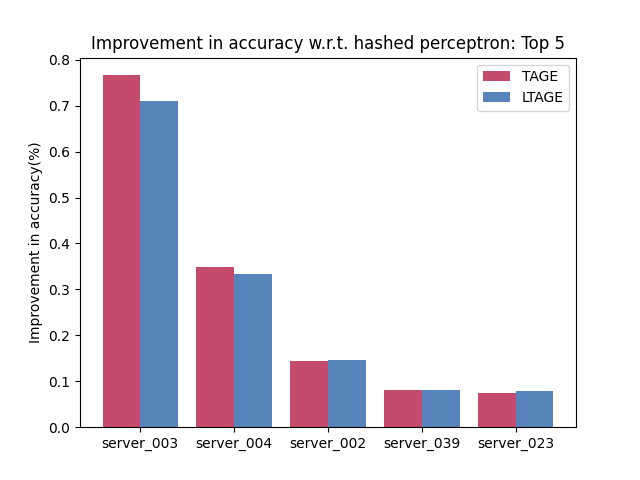 Improvement in accuracy w.r.t. hashed perceptron: Top 5
TAGE
LTAGE
Improvement in accuracy(%)
0.8
0.7
0.6
0.5
0.4
0.3
0.2
0.1
0.0
server_003 server_004 server_002 server_039 server_023